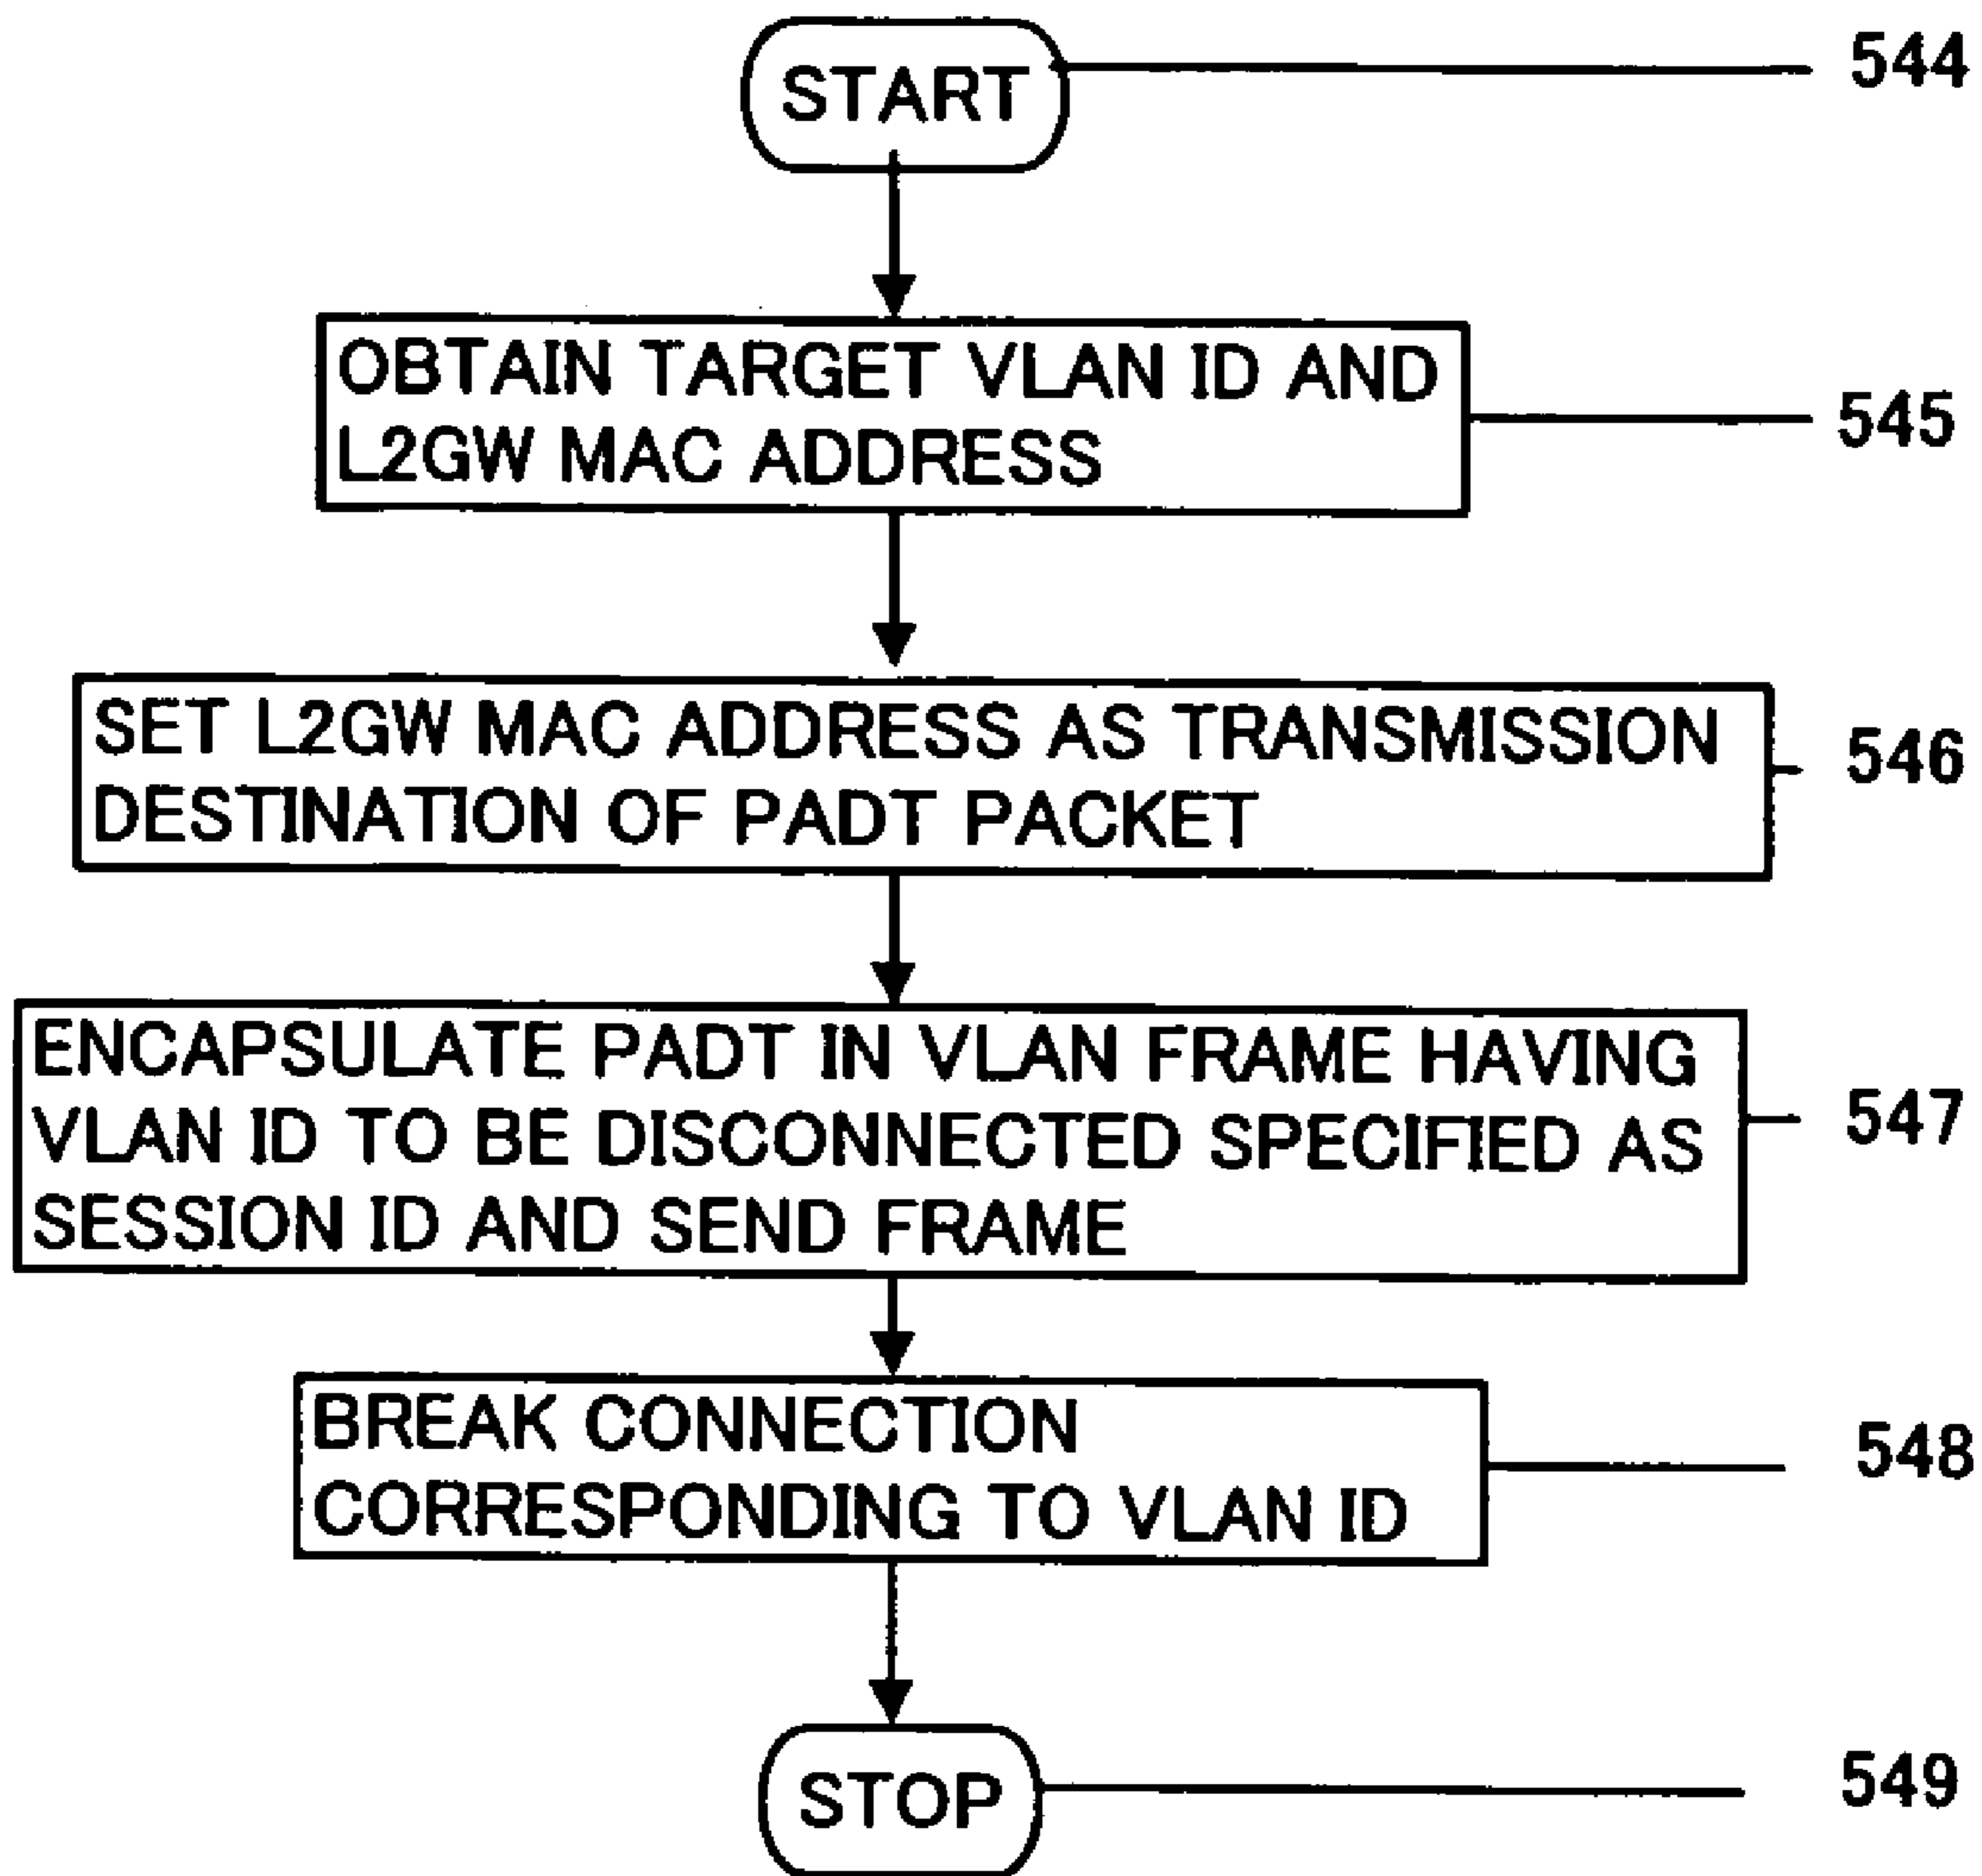 START
544
OBTAIN TARGET VLAN ID AND
L2GW MAC ADDRESS
545
SET L2GW MAC ADDRESS AS TRANSMISSION
DESTINATION OF PADT PACKET
546
ENCAPSULATE PADT IN VLAN FRAME HAVING
VLAN ID TO BE DISCONNECTED SPECIFIED AS
SESSION ID AND SEND FRAME
547
BREAK CONNECTION
CORRESPONDING TO VLAN ID
548
STOP
549